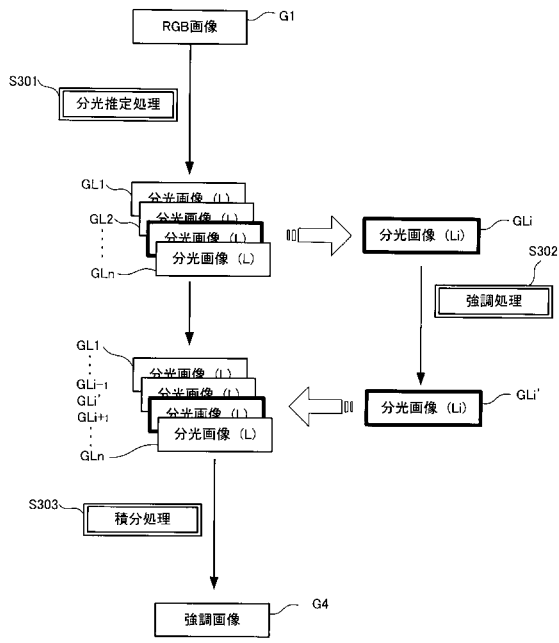 RGB画像
G1
S301
分光推定処理
GL1
分光画像 (L)
分光画像 (L)
GL2
分光画像 (L)
分光画像 (L)
GLn
分光画像 (Li)
GLi
S302
強調処理
GL1
分光画像 (L)
GLi-1
分光画像 (L)
GLi'
分光画像 (L)
GLi+1
分光画像 (L)
GLn
分光画像 (Li)
GLi'
S303
積分処理
強調画像
G4